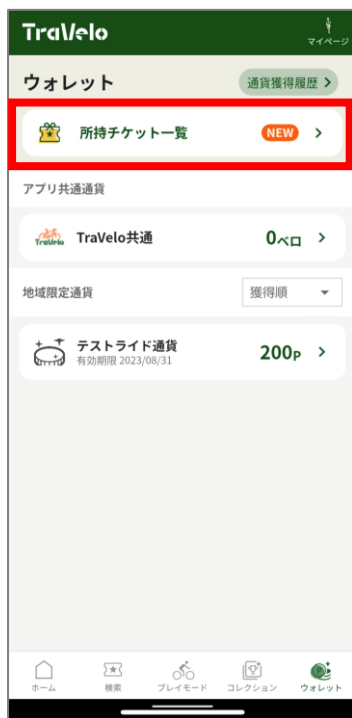 TraVelo
マイページ
ウォレット
通貨獲得履歴
所持チケット一覧 NEW
アプリ共通通貨
TraVelo TraVelo共通 0ベロ
地域限定通貨 獲得順
テストライド通貨 200P
有効期限 2023/08/31
ホーム 検索 プレイモード コレクション ウォレット